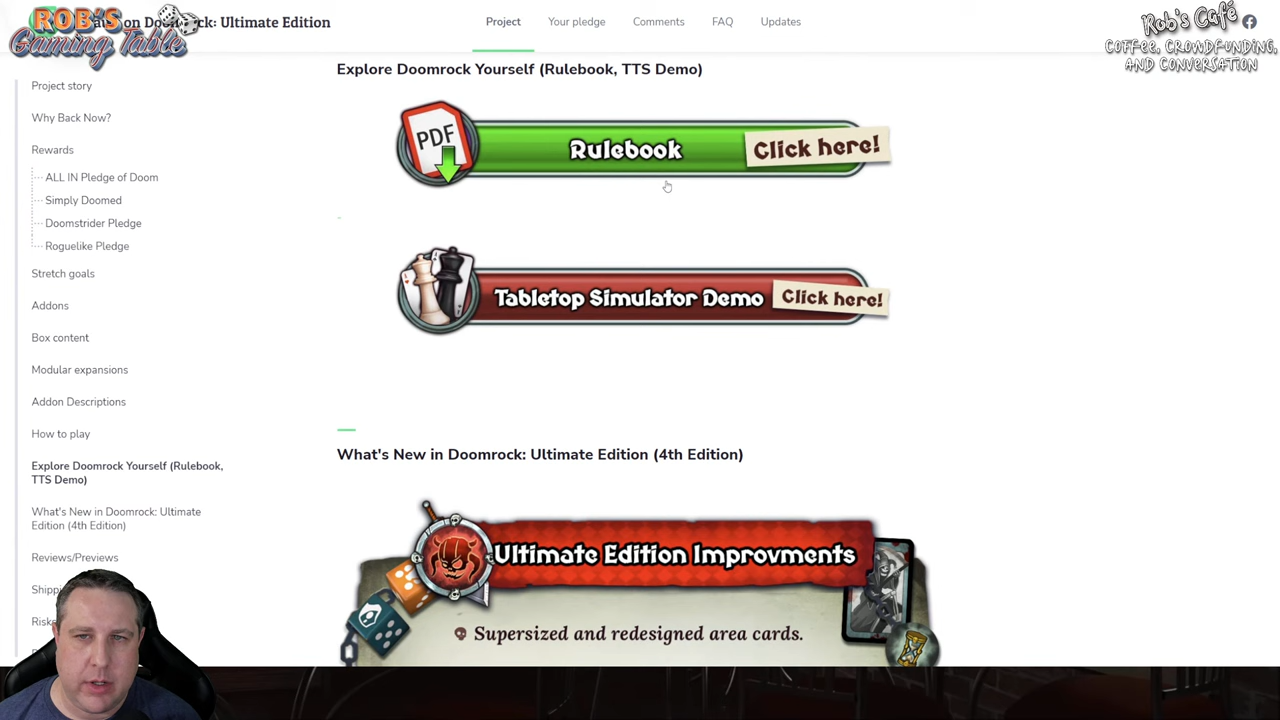 on Doomrock: Ultimate Edition
ROB'S
Gaming Table
Project
Your pledge
Comments
FAQ
Updates
Rob's Café
Coffee, Crowdfunding,
and Conversation
Project story
Why Back Now?
Rewards
ALL IN Pledge of Doom
Simply Doomed
Doomstrider Pledge
Roguelike Pledge
Stretch goals
Addons
Box content
Modular expansions
Addon Descriptions
How to play
Explore Doomrock Yourself (Rulebook,
TTS Demo)
What's New in Doomrock: Ultimate
Edition (4th Edition)
Reviews/Previews
Explore Doomrock Yourself (Rulebook, TTS Demo)
PDF
Rulebook
Click here!
Tabletop Simulator Demo
Click here!
What's New in Doomrock: Ultimate Edition (4th Edition)
Ultimate Edition Improvments
Supersized and redesigned area cards.